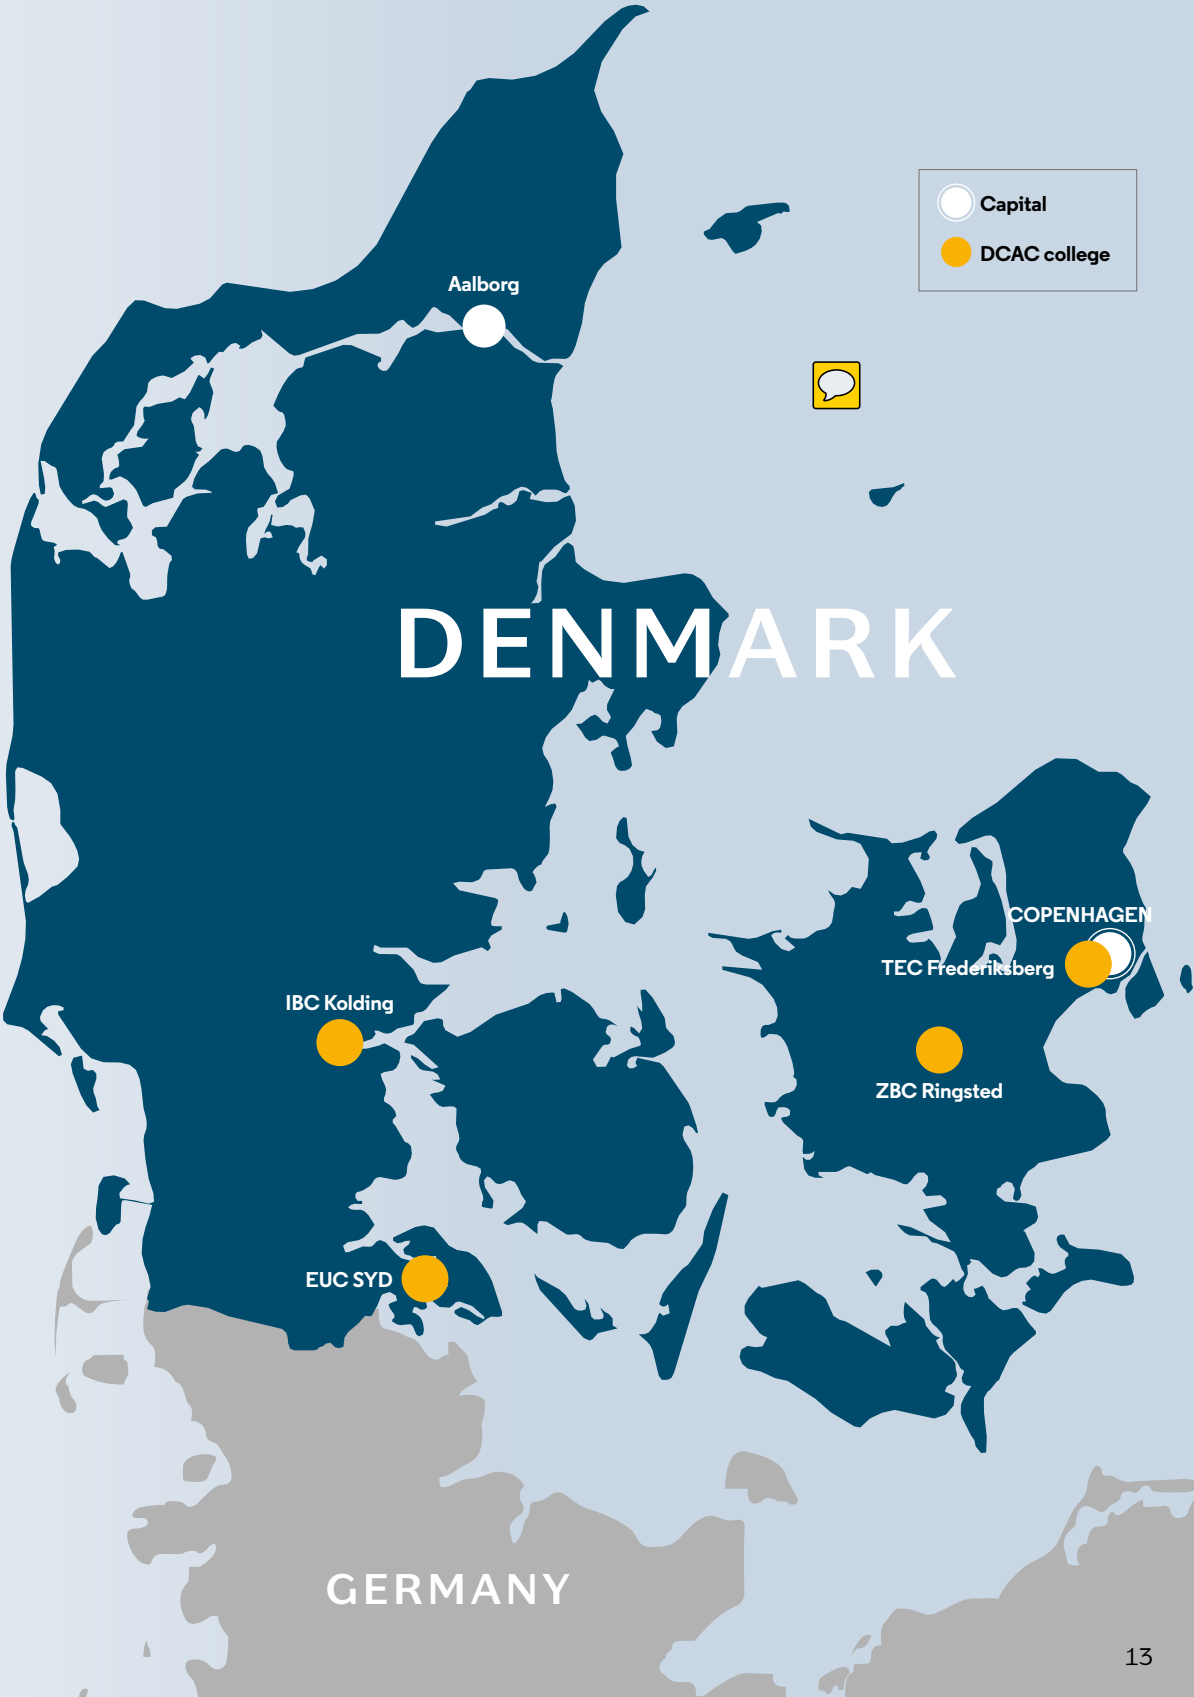 Capital
DCAC college
Aalborg
DENMARK
COPENHAGEN
TEC Frederiksberg
IBC Kolding
ZBC Ringsted
EUC SYD
GERMANY
13